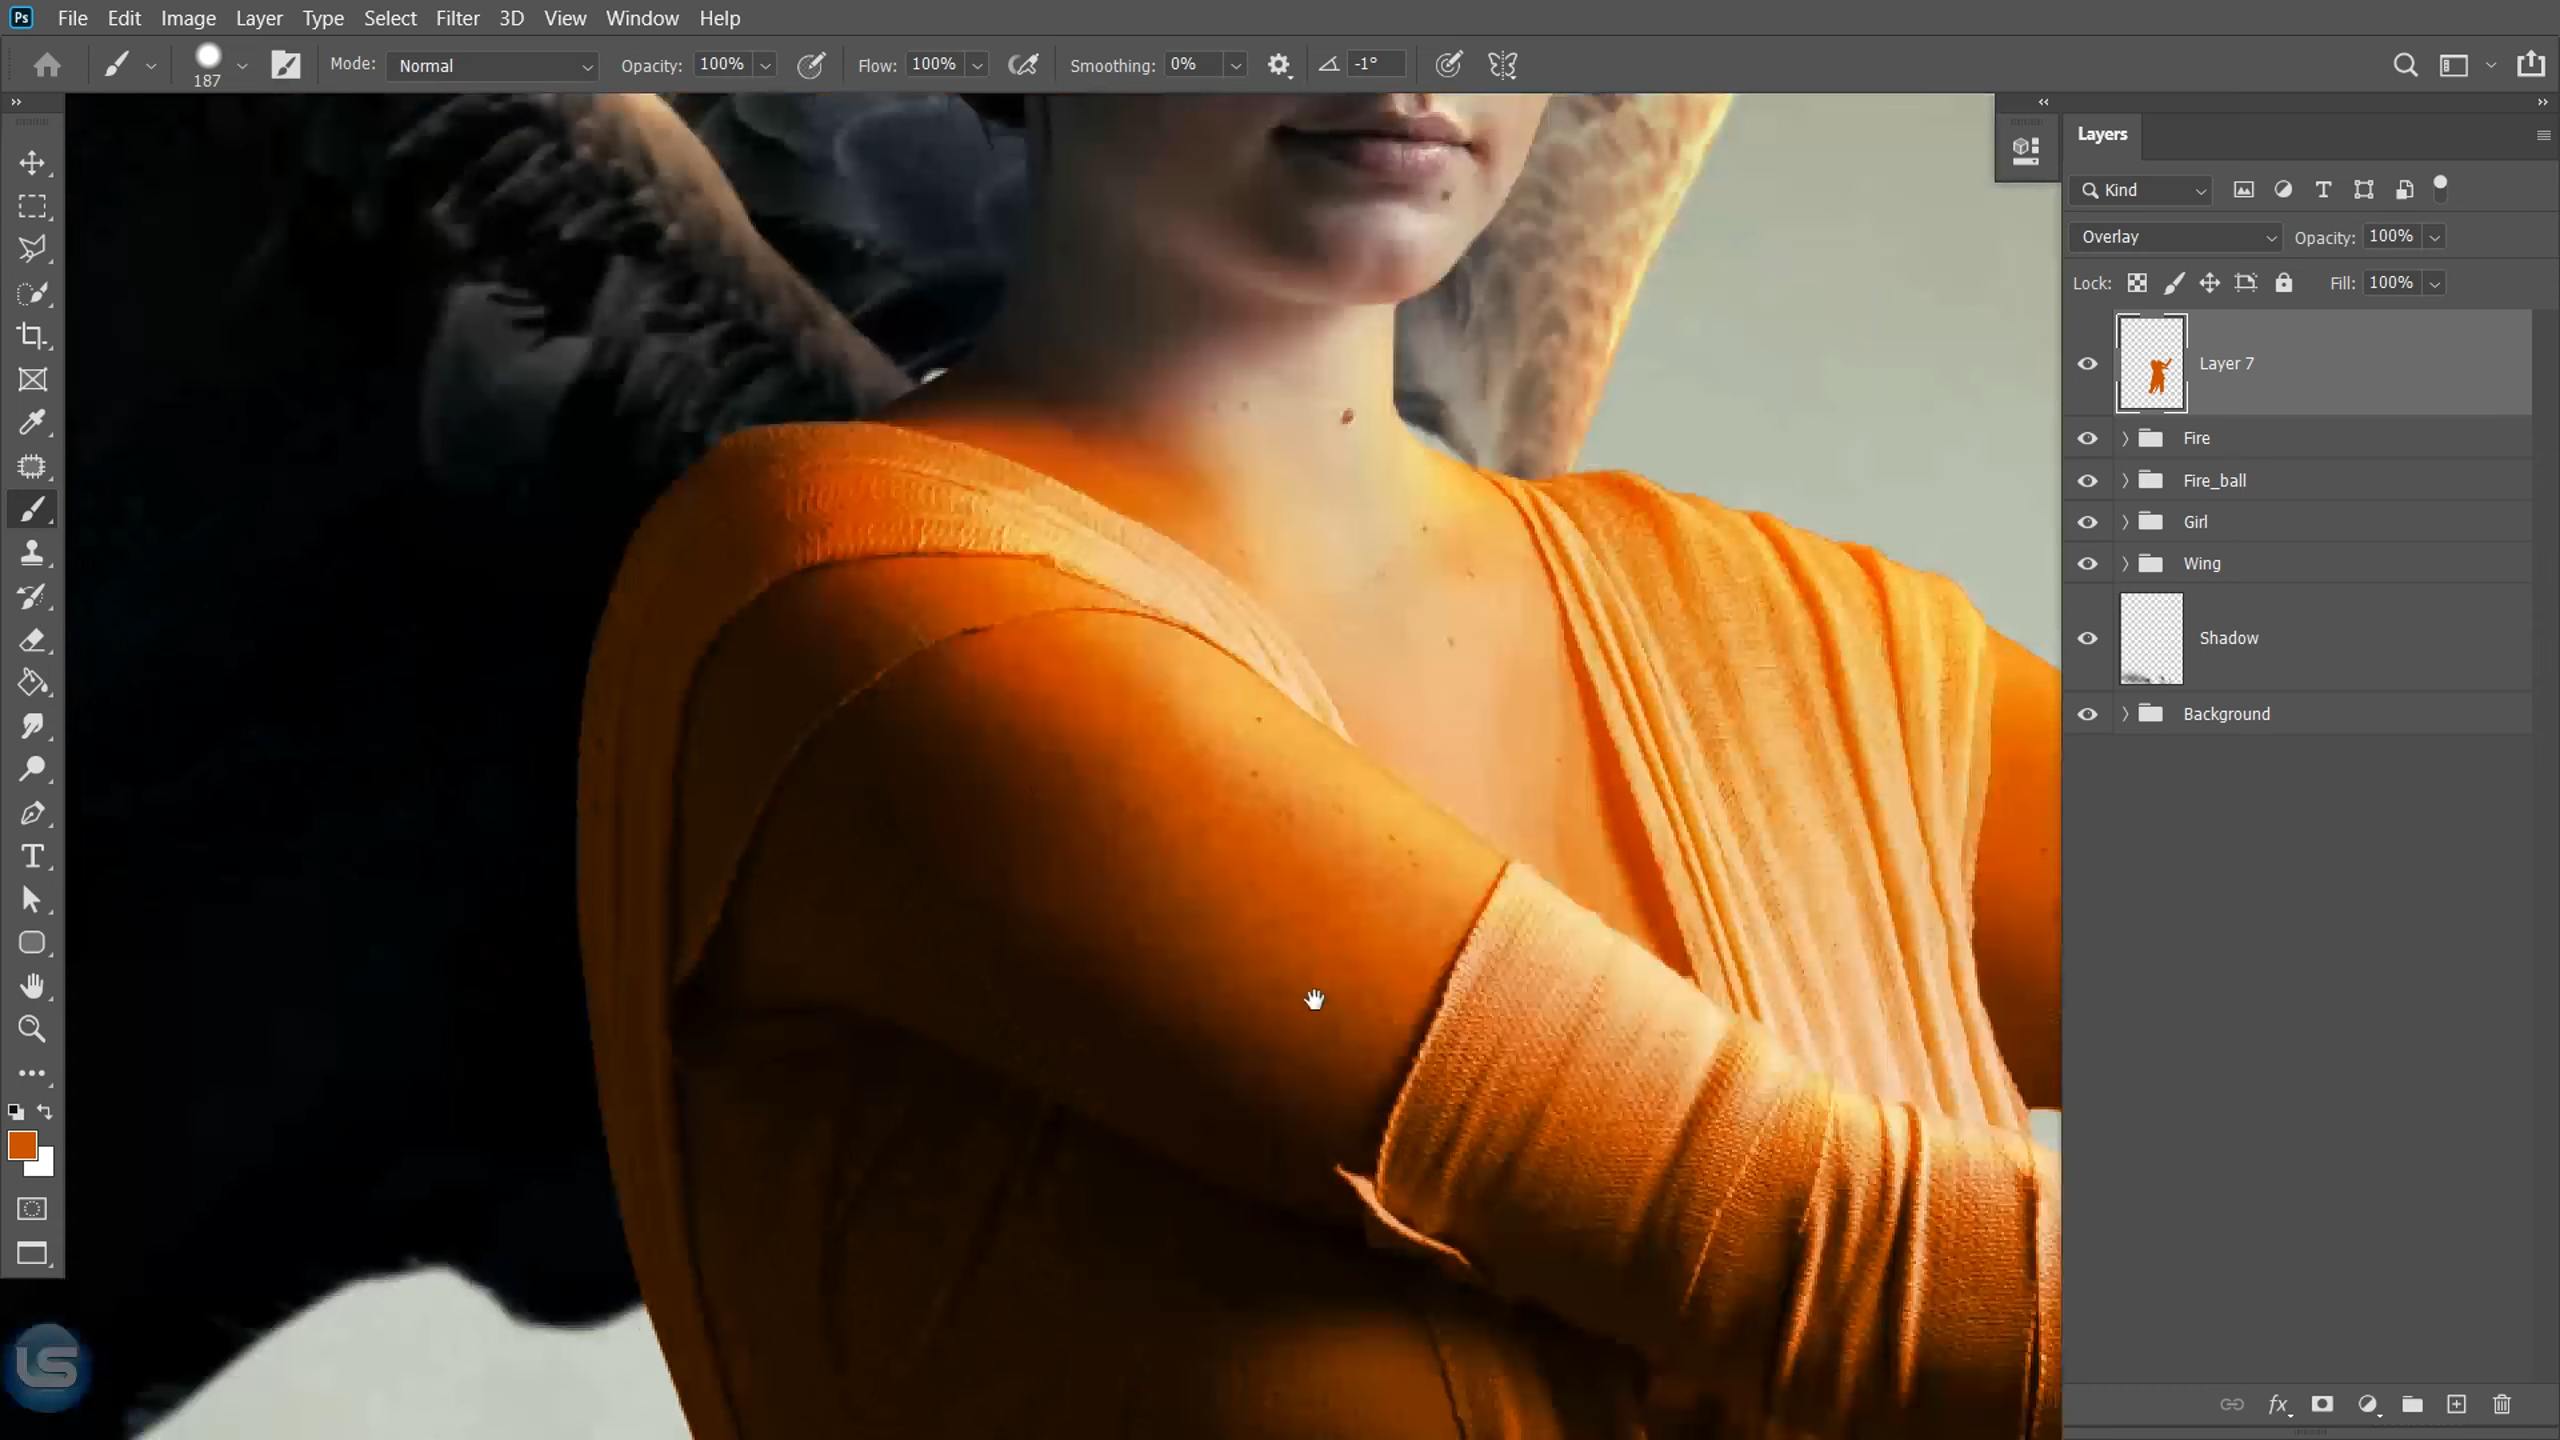 Ps File Edit Image Layer Type Select Filter 3D View Window Help
187 Mode: Normal Opacity: 100% Flow: 100% Smoothing: 0% -1°
Layers
Kind
Overlay Opacity: 100%
Lock: Fill: 100%
Layer 7
Fire
Fire_ball
Girl
Wing
Shadow
Background
LS
fx